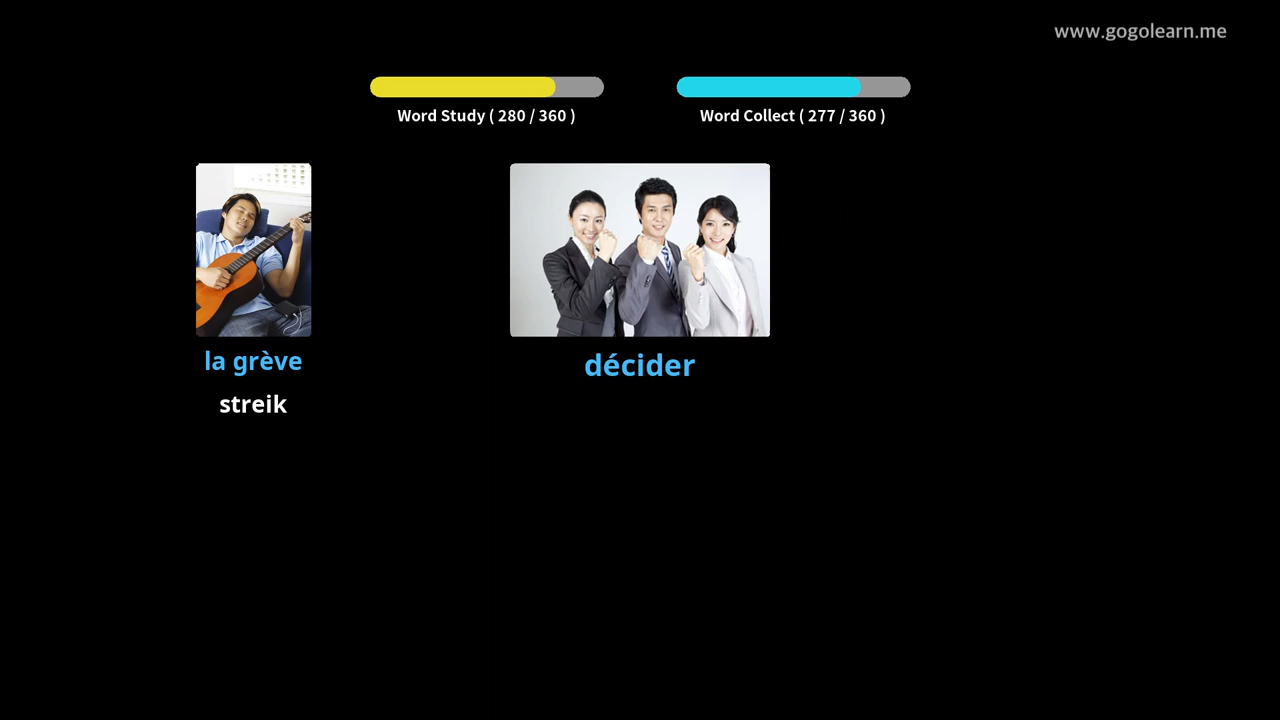 www.gogolearn.me
Word Study ( 280 / 360 )
Word Collect ( 277 / 360 )
la grève
streik
décider